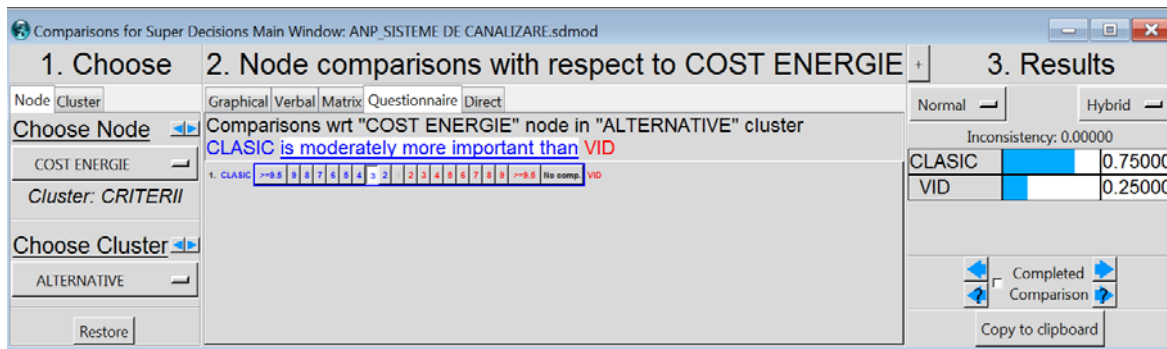 Comparisons for Super Decisions Main Window: ANP_SISTEME DE CANALIZARE.sdmod
1. Choose
Node Cluster
Choose Node
COST ENERGIE
Cluster: CRITERII
Choose Cluster
ALTERNATIVE
Restore
2. Node comparisons with respect to COST ENERGIE
Graphical Verbal Matrix Questionnaire Direct
Comparisons wrt "COST ENERGIE" node in "ALTERNATIVE" cluster
CLASIC is moderately more important than VID
1. CLASIC >=9.5 9 8 7 6 5 4 3 2 1 2 3 4 5 6 7 8 9 >=9.5 No comp. VID
+ 3. Results
Normal Hybrid
Inconsistency: 0.00000
CLASIC 0.75000
VID 0.25000
Completed
Comparison
Copy to clipboard